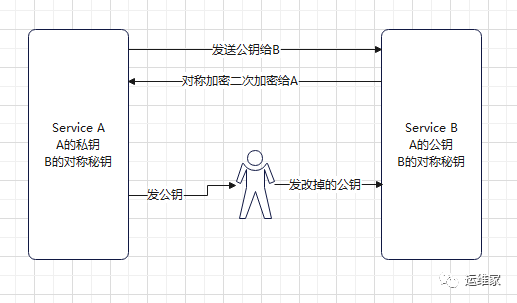 发送公钥给B
对称加密二次加密给A
Service A
A的私钥
B的对称秘钥
Service B
A的公钥
B的对称秘钥
发公钥
发改掉的公钥
运维家